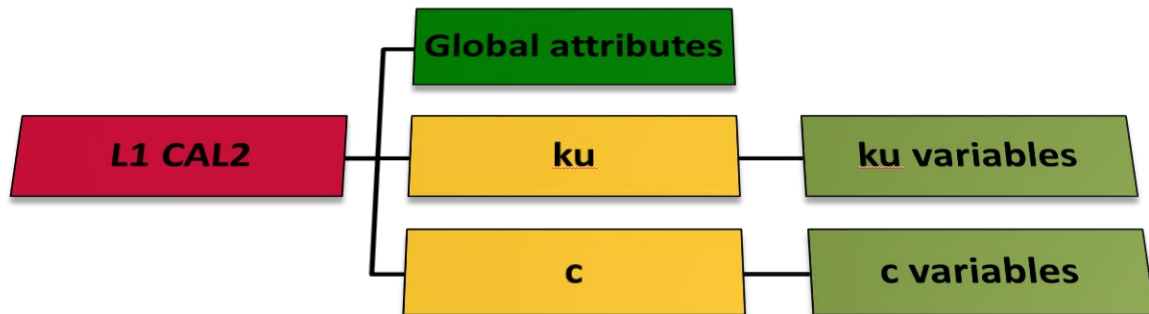 Global attributes
L1 CAL2
ku
ku variables
c
c variables